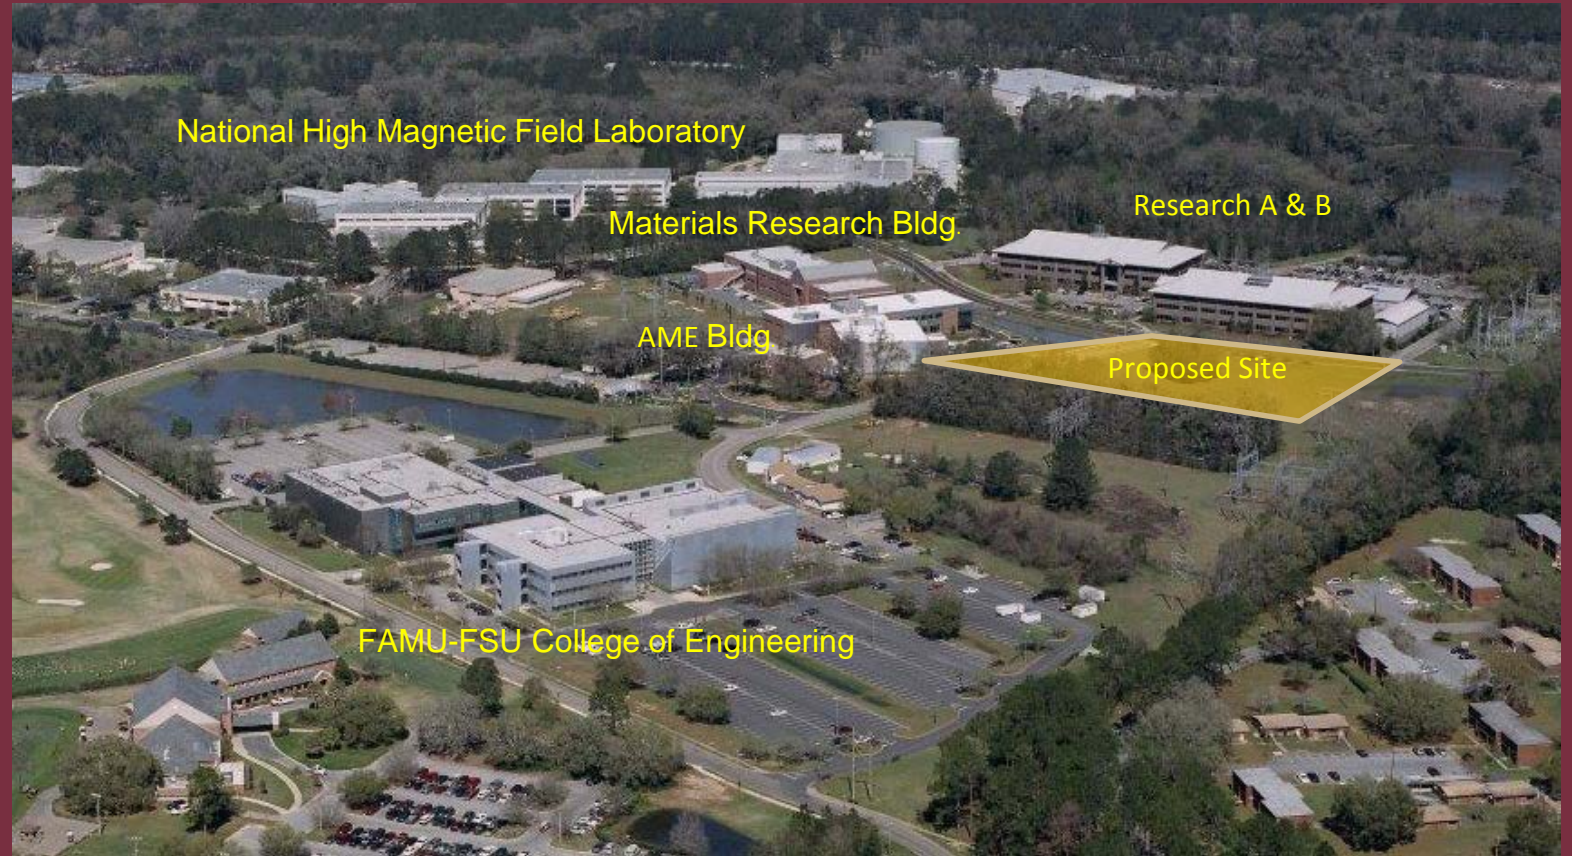 National High Magnetic Field Laboratory
Research A & B
Materials Research Bldg.
AME Bldg.
Proposed Site
FAMU-FSU College of Engineering